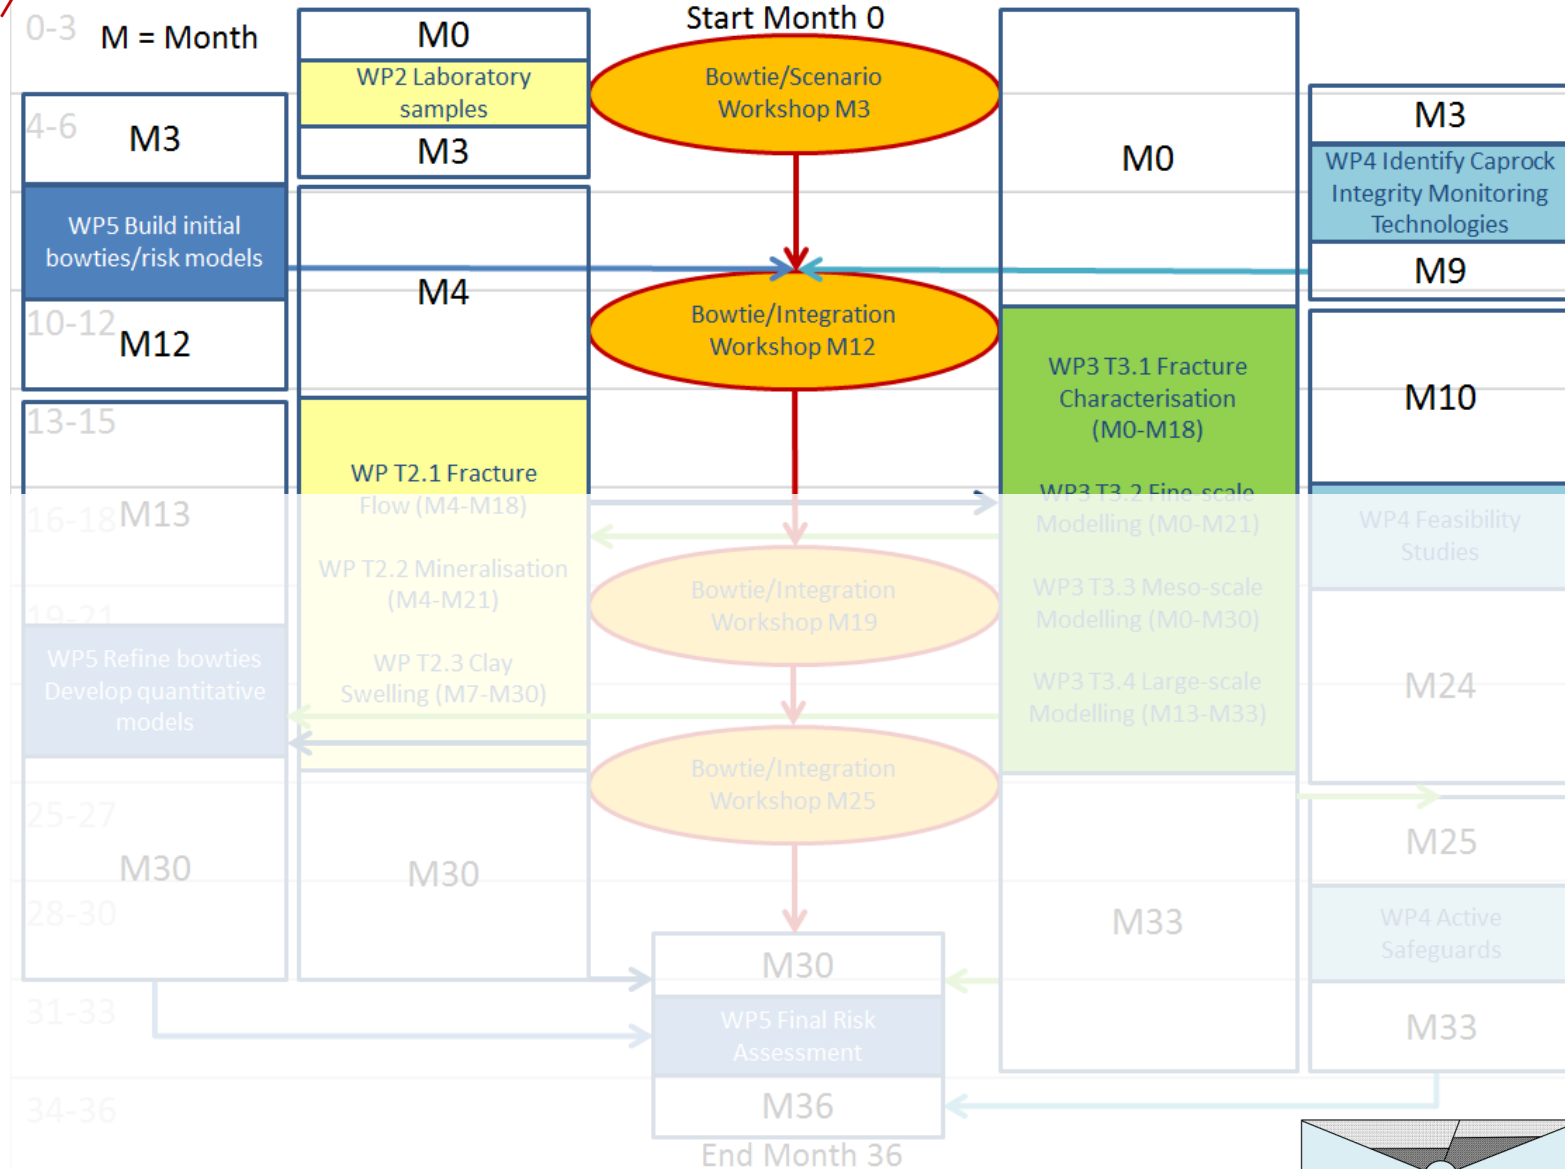 Start Month 0
M = Month
0-3
4-6
10-12
13-15
16-18
19-21
25-27
28-30
31-33
34-36
M3
WP5 Build initial
bowties/risk models
M12
M13
WP5 Refine bowties
Develop quantitative
models
M30
M0
WP2 Laboratory
samples
M3
M4
WP T2.1 Fracture
Flow (M4-M18)
WP T2.2 Mineralisation
(M4-M21)
WP T2.3 Clay
Swelling (M7-M30)
M30
Bowtie/Scenario
Workshop M3
Bowtie/Integration
Workshop M12
Bowtie/Integration
Workshop M19
Bowtie/Integration
Workshop M25
M30
WP5 Final Risk
Assessment
M36
End Month 36
M0
WP3 T3.1 Fracture
Characterisation
(M0-M18)
WP3 T3.2 Fine-scale
Modelling (M0-M21)
WP3 T3.3 Meso-scale
Modelling (M0-M30)
WP3 T3.4 Large-scale
Modelling (M13-M33)
M33
M3
WP4 Identify Caprock
Integrity Monitoring
Technologies
M9
M10
WP4 Feasibility
Studies
M24
M25
WP4 Active
Safeguards
M33